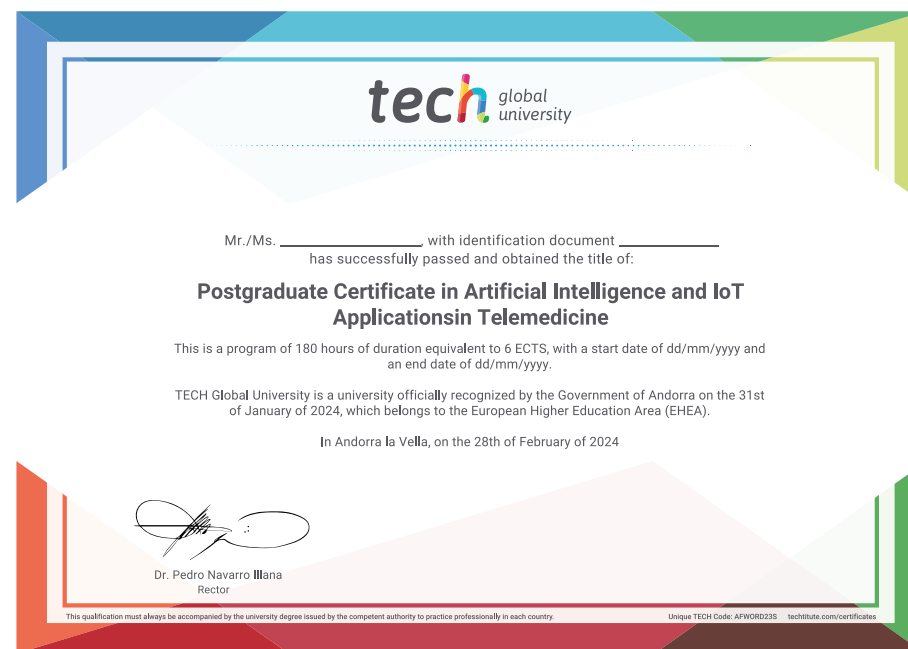 tech global university
Mr./Ms. ____________________, with identification document ______________
has successfully passed and obtained the title of:
Postgraduate Certificate in Artificial Intelligence and IoT
Applicationsin Telemedicine
This is a program of 180 hours of duration equivalent to 6 ECTS, with a start date of dd/mm/yyyy and
an end date of dd/mm/yyyy.
TECH Global University is a university officially recognized by the Government of Andorra on the 31st
of January of 2024, which belongs to the European Higher Education Area (EHEA).
In Andorra la Vella, on the 28th of February of 2024
Dr. Pedro Navarro Illana
Rector
This qualification must always be accompanied by the university degree issued by the competent authority to practice professionally in each country.
Unique TECH Code: AFWORD23S techtitute.com/certificates